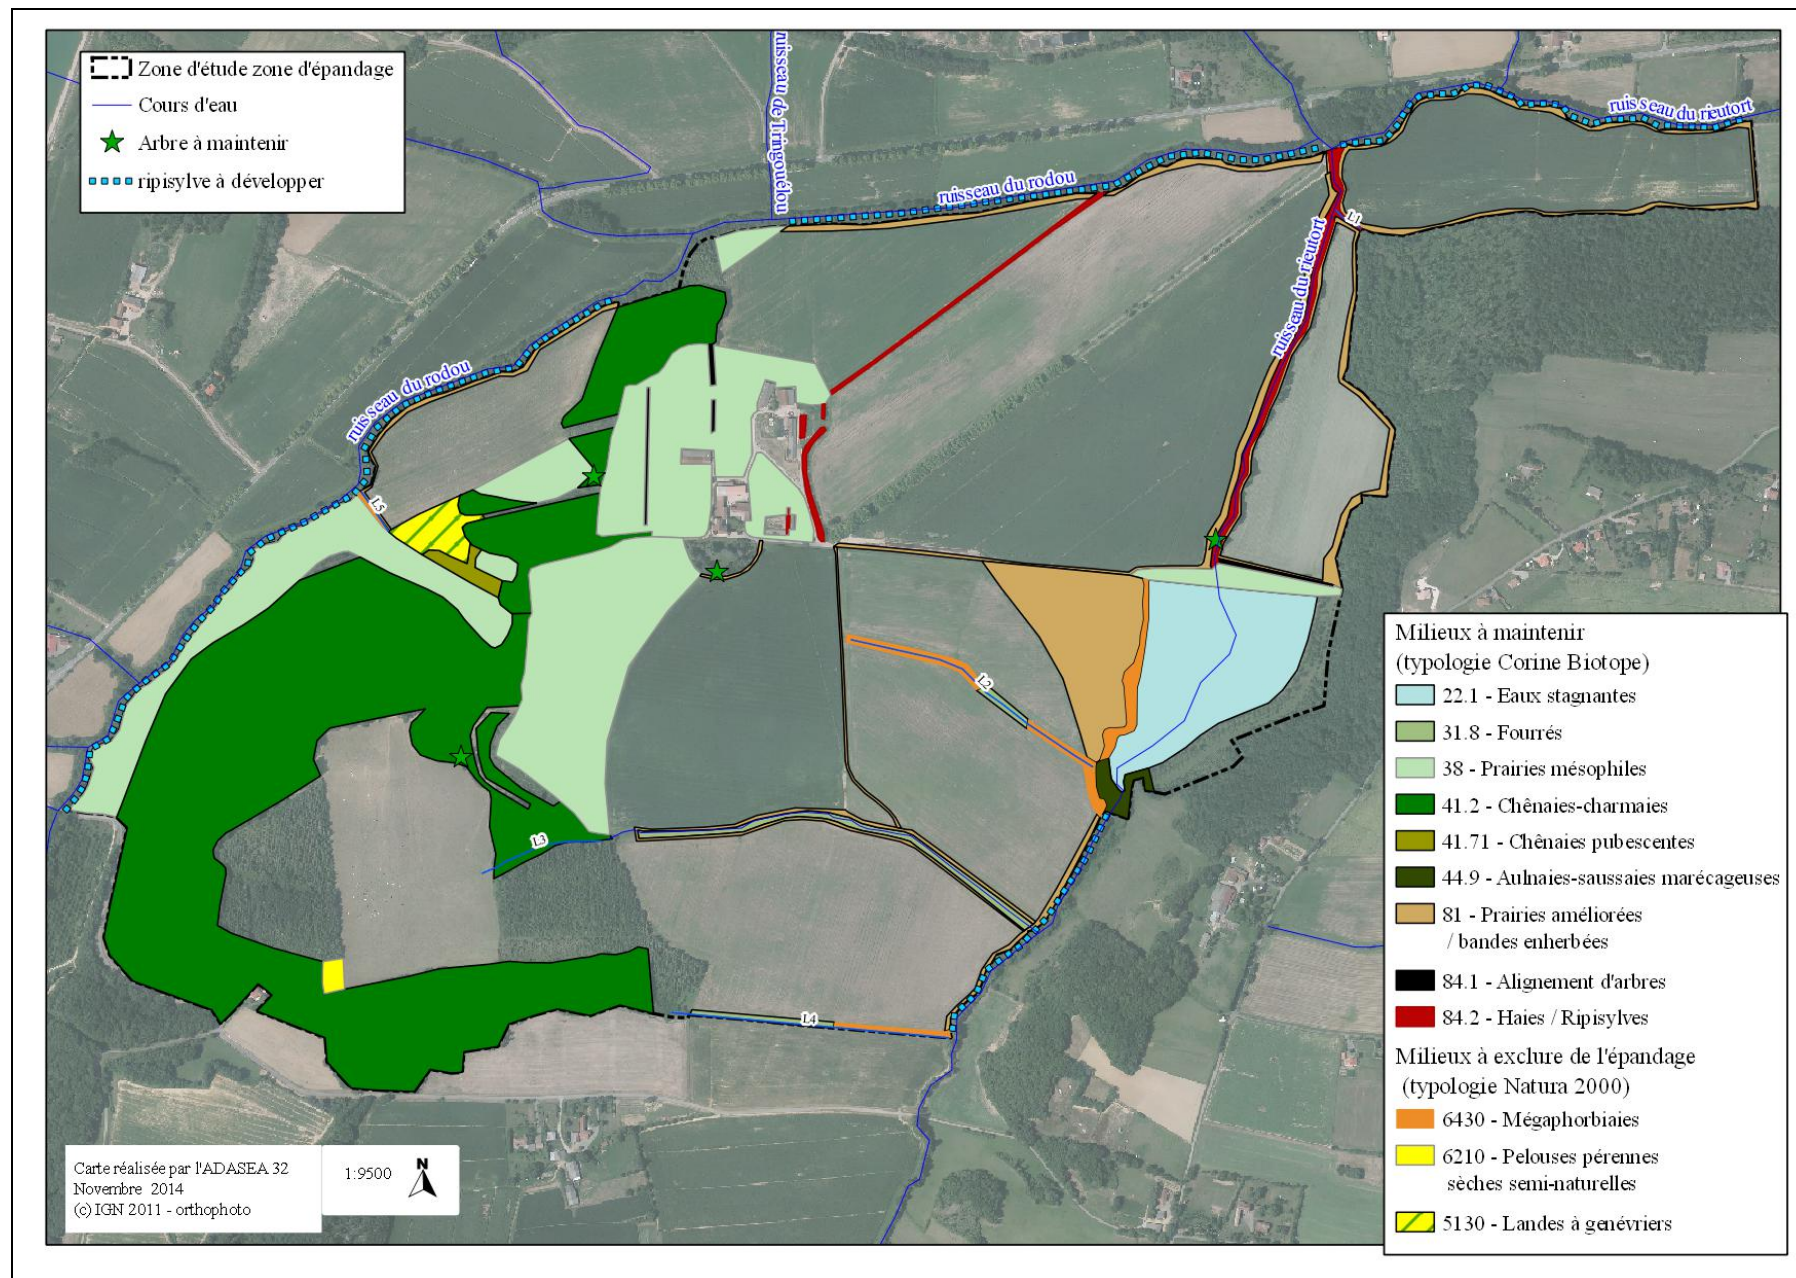 Zone d'étude zone d'épandage
Cours d'eau
Arbre à maintenir
ripisylve à développer
ruisseau de Tiringouélou
ruisseau du rodou
ruisseau du rieutort
ruisseau du rieutort
ruisseau du rodou
L1
L5
L2
L3
L4
Milieux à maintenir
(typologie Corine Biotope)
22.1 - Eaux stagnantes
31.8 - Fourrés
38 - Prairies mésophiles
41.2 - Chênaies-charmaies
41.71 - Chênaies pubescentes
44.9 - Aulnaies-saussaies marécageuses
81 - Prairies améliorées
/ bandes enherbées
84.1 - Alignement d'arbres
84.2 - Haies / Ripisylves
Milieux à exclure de l'épandage
(typologie Natura 2000)
6430 - Mégaphorbiaies
6210 - Pelouses pérennes
sèches semi-naturelles
5130 - Landes à genévriers
Carte réalisée par l'ADASEA 32
Novembre 2014
(c) IGN 2011 - orthophoto
1:9500
N